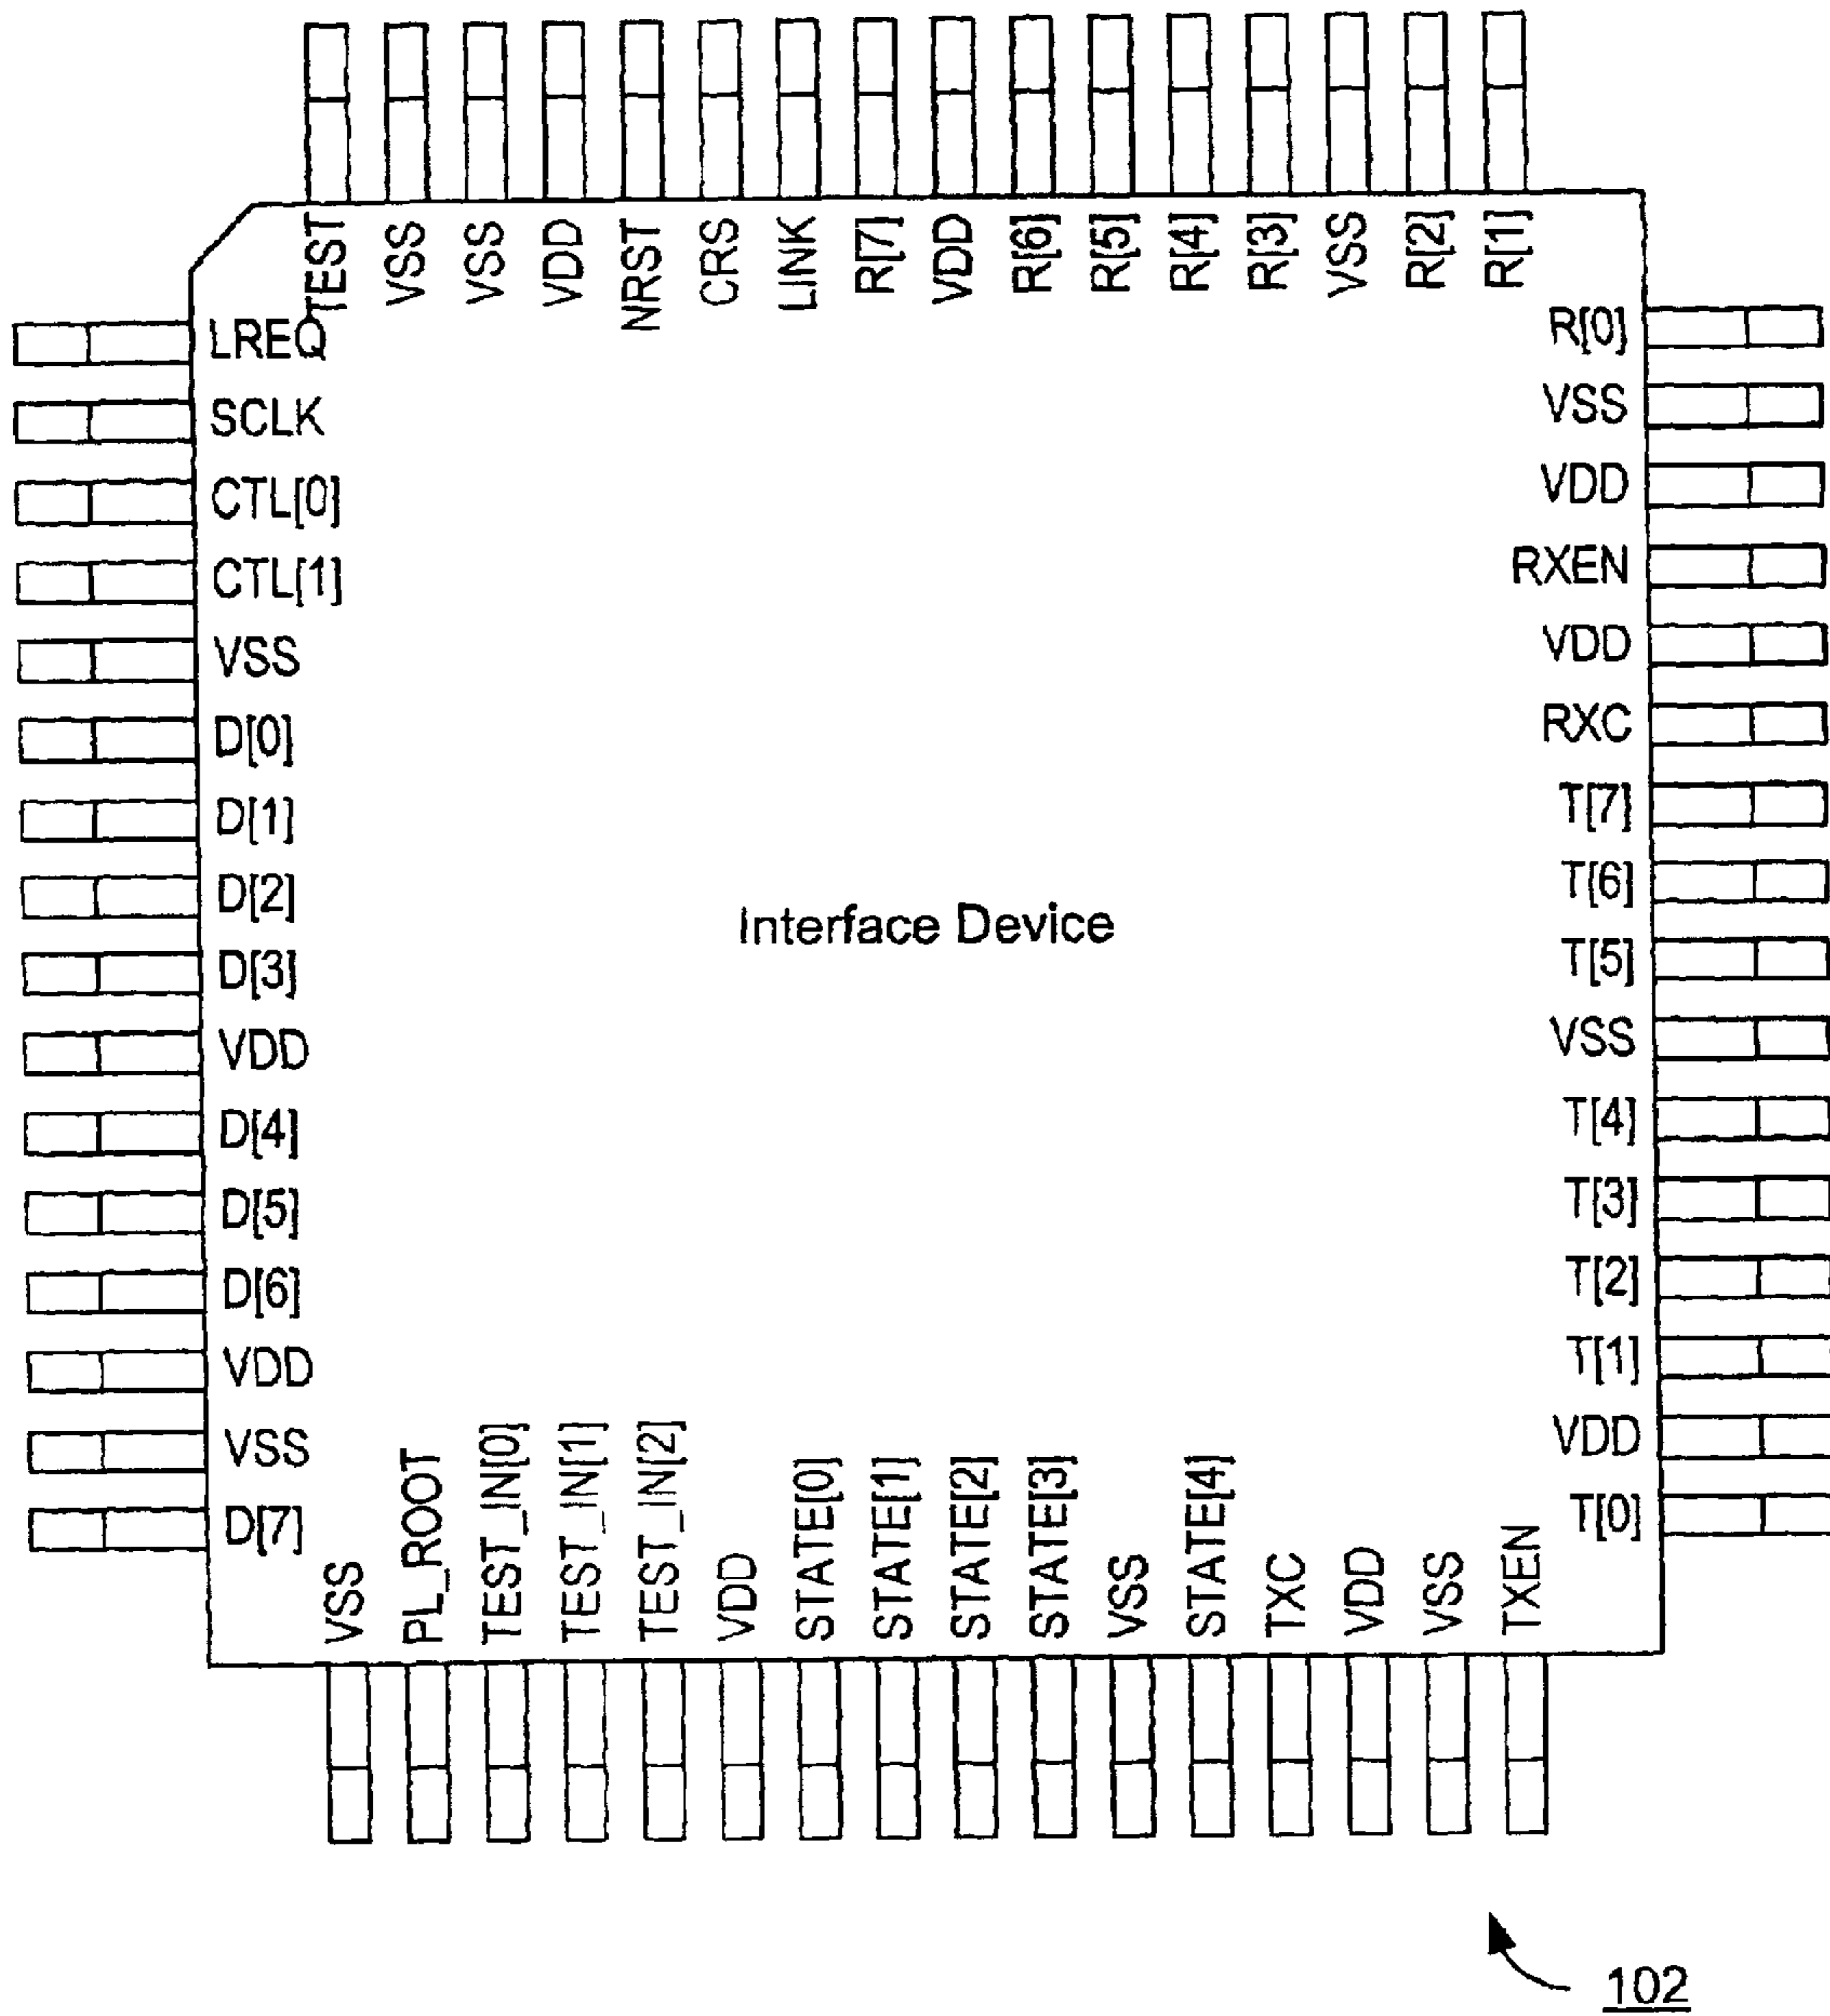 TEST
VSS
VSS
VDD
NRST
CRS
LINK
R[7]
VDD
R[6]
R[5]
R[4]
R[3]
VSS
R[2]
R[1]
LREQ
SCLK
CTL[0]
CTL[1]
VSS
D[0]
D[1]
D[2]
D[3]
VDD
D[4]
D[5]
D[6]
VDD
VSS
D[7]
Interface Device
R[0]
VSS
VDD
RXEN
VDD
RXC
T[7]
T[6]
T[5]
VSS
T[4]
T[3]
T[2]
T[1]
VDD
T[0]
VSS
PL_ROOT
TEST_IN[0]
TEST_IN[1]
TEST_IN[2]
VDD
STATE[0]
STATE[1]
STATE[2]
STATE[3]
VSS
STATE[4]
TXC
VDD
VSS
TXEN
102